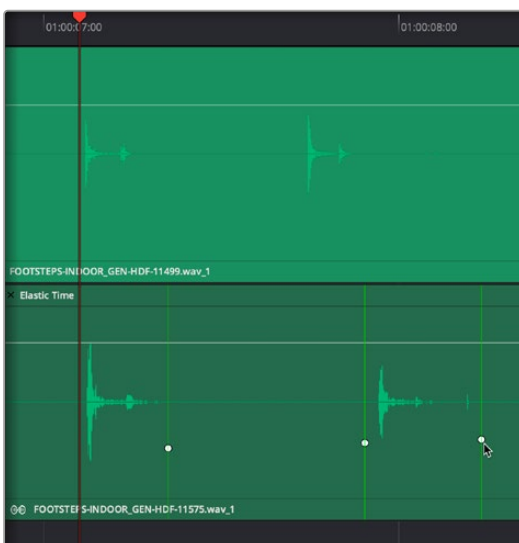 01:00:07:00
01:00:08:00
FOOTSTEPS-INDOOR_GEN-HDF-11499.wav_1
× Elastic Time
FOOTSTEPS-INDOOR_GEN-HDF-11575.wav_1